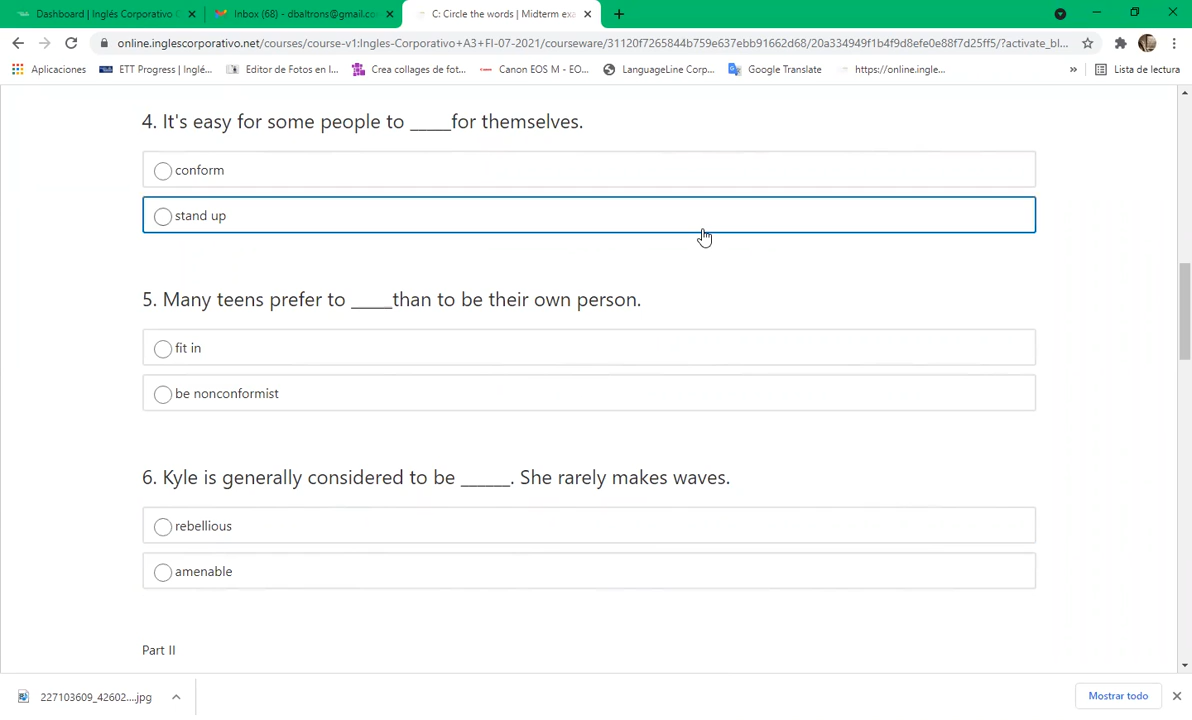 Dashboard | Inglés Corporativo
Inbox (68) - dbaltrons@gmail.co
C: Circle the words | Midterm exa
online.inglescorporativo.net/courses/course-v1:Ingles-Corporativo+A3+FI-07-2021/courseware/31120f7265844b759e637ebb91662d68/20a334949f1b4f9d8efe0e88f7d25ff5/?activate_bl...
Aplicaciones
ETT Progress | Inglé...
Editor de Fotos en l...
Crea collages de fot...
Canon EOS M - EO...
LanguageLine Corp...
Google Translate
https://online.ingle...
»
Lista de lectura
4. It's easy for some people to _____for themselves.
conform
stand up
5. Many teens prefer to _____than to be their own person.
fit in
be nonconformist
6. Kyle is generally considered to be ______. She rarely makes waves.
rebellious
amenable
Part II
227103609_42602....jpg
Mostrar todo